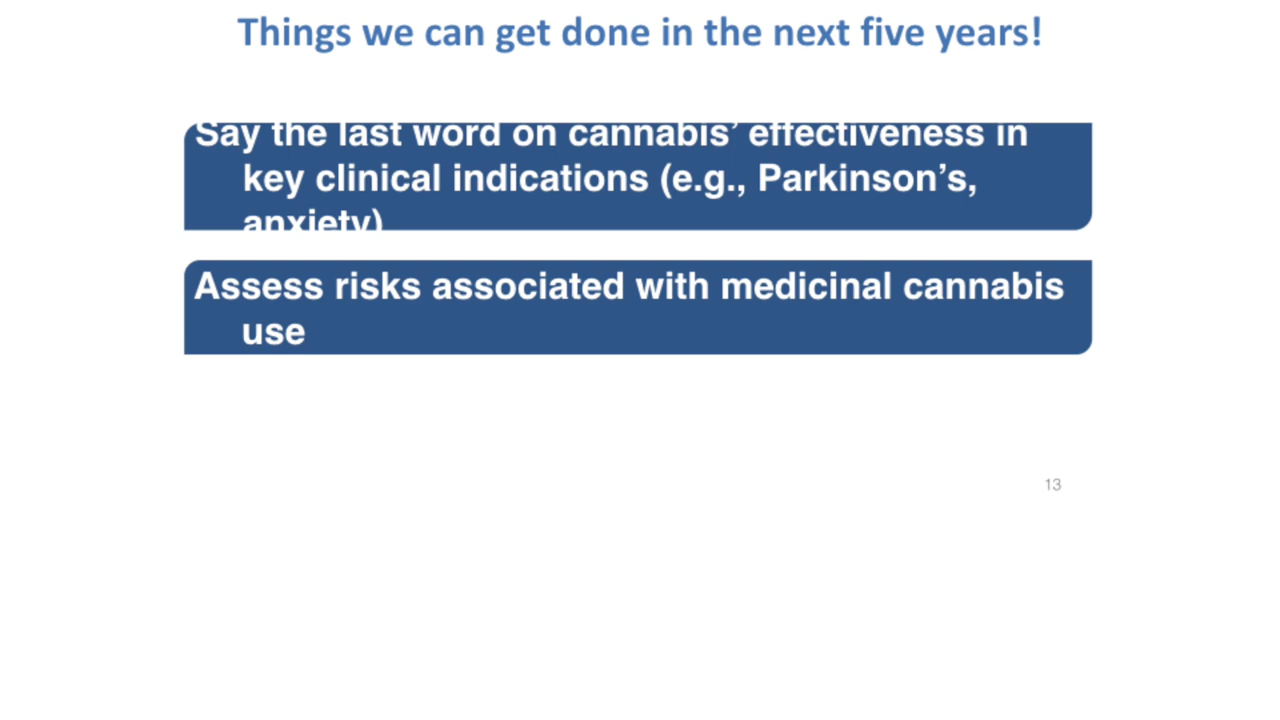 Things we can get done in the next five years!
Say the last word on cannabis’ effectiveness in
key clinical indications (e.g., Parkinson’s,
anxiety)
Assess risks associated with medicinal cannabis
use
13